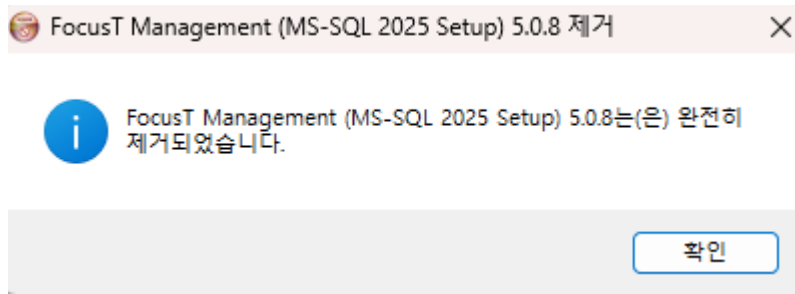 FocusT Management (MS-SQL 2025 Setup) 5.0.8 제거
FocusT Management (MS-SQL 2025 Setup) 5.0.8는(은) 완전히
제거되었습니다.
확인